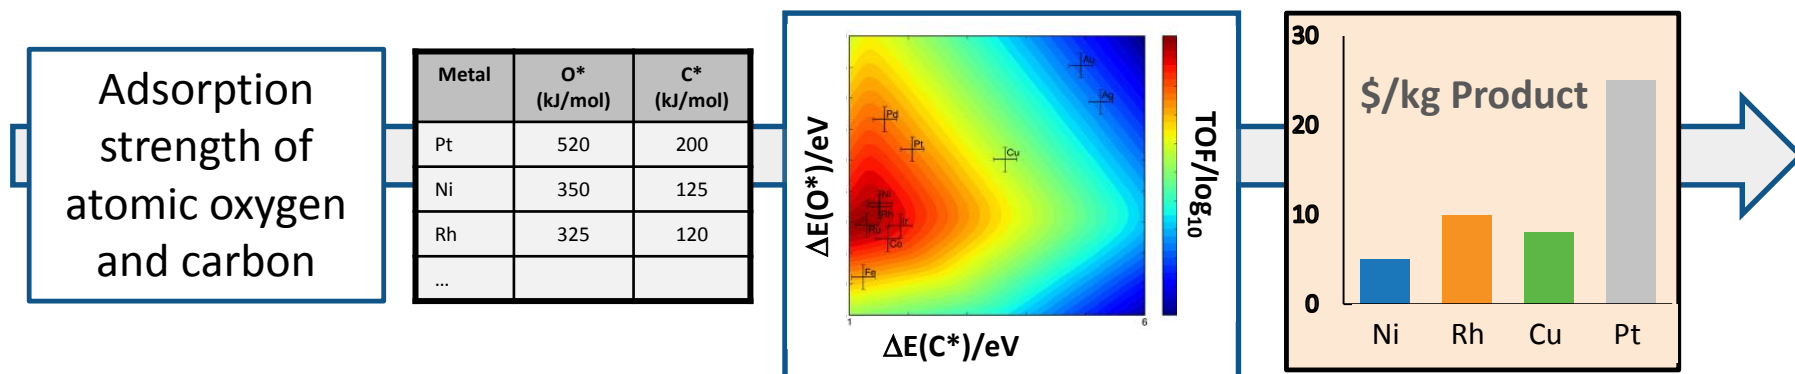 Adsorption
strength of
atomic oxygen
and carbon
Metal O* C*
(kJ/mol) (kJ/mol)
Pt 520 200
Ni 350 125
Rh 325 120
...
ΔE(O*)/eV
Au
Ag
Pd
Pt
Cu
Rh
Ru
Ir
Co
Fe
1 6
ΔE(C*)/eV
TOF/log10
$/kg Product
30
20
10
0
Ni Rh Cu Pt